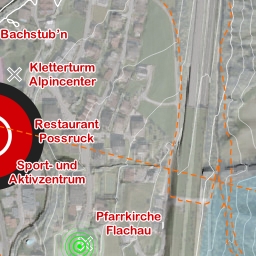 Bachstub'n
Kletterturm
Alpincenter
Restaurant
Possruck
Sport- und
Aktivzentrum
Pfarrkirche
Flachau